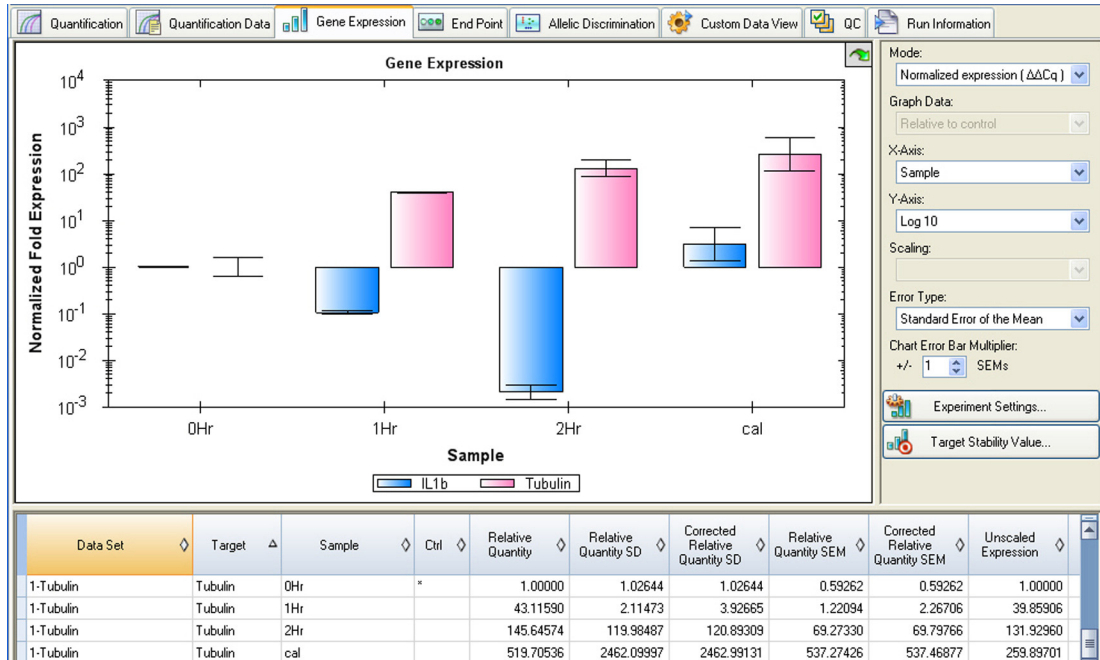 Quantification Quantification Data Gene Expression End Point Allelic Discrimination Custom Data View QC Run Information
Gene Expression
Normalized Fold Expression
10^4
10^3
10^2
10^1
10^0
10^-1
10^-2
10^-3
0Hr 1Hr 2Hr cal
Sample
IL1b Tubulin
Mode:
Normalized expression ( ΔΔCq )
Graph Data:
Relative to control
X-Axis:
Sample
Y-Axis:
Log 10
Scaling:
Error Type:
Standard Error of the Mean
Chart Error Bar Multiplier:
+/- 1 SEMs
Experiment Settings...
Target Stability Value...
Data Set Target Sample Ctrl Relative Quantity Relative Quantity SD Corrected Relative Quantity SD Relative Quantity SEM Corrected Relative Quantity SEM Unscaled Expression
1-Tubulin Tubulin 0Hr * 1.00000 1.02644 1.02644 0.59262 0.59262 1.00000
1-Tubulin Tubulin 1Hr 43.11590 2.11473 3.92665 1.22094 2.26706 39.85906
1-Tubulin Tubulin 2Hr 145.64574 119.98487 120.89309 69.27330 69.79766 131.92960
1-Tubulin Tubulin cal 519.70536 2462.09997 2462.99131 537.27426 537.46877 259.89701